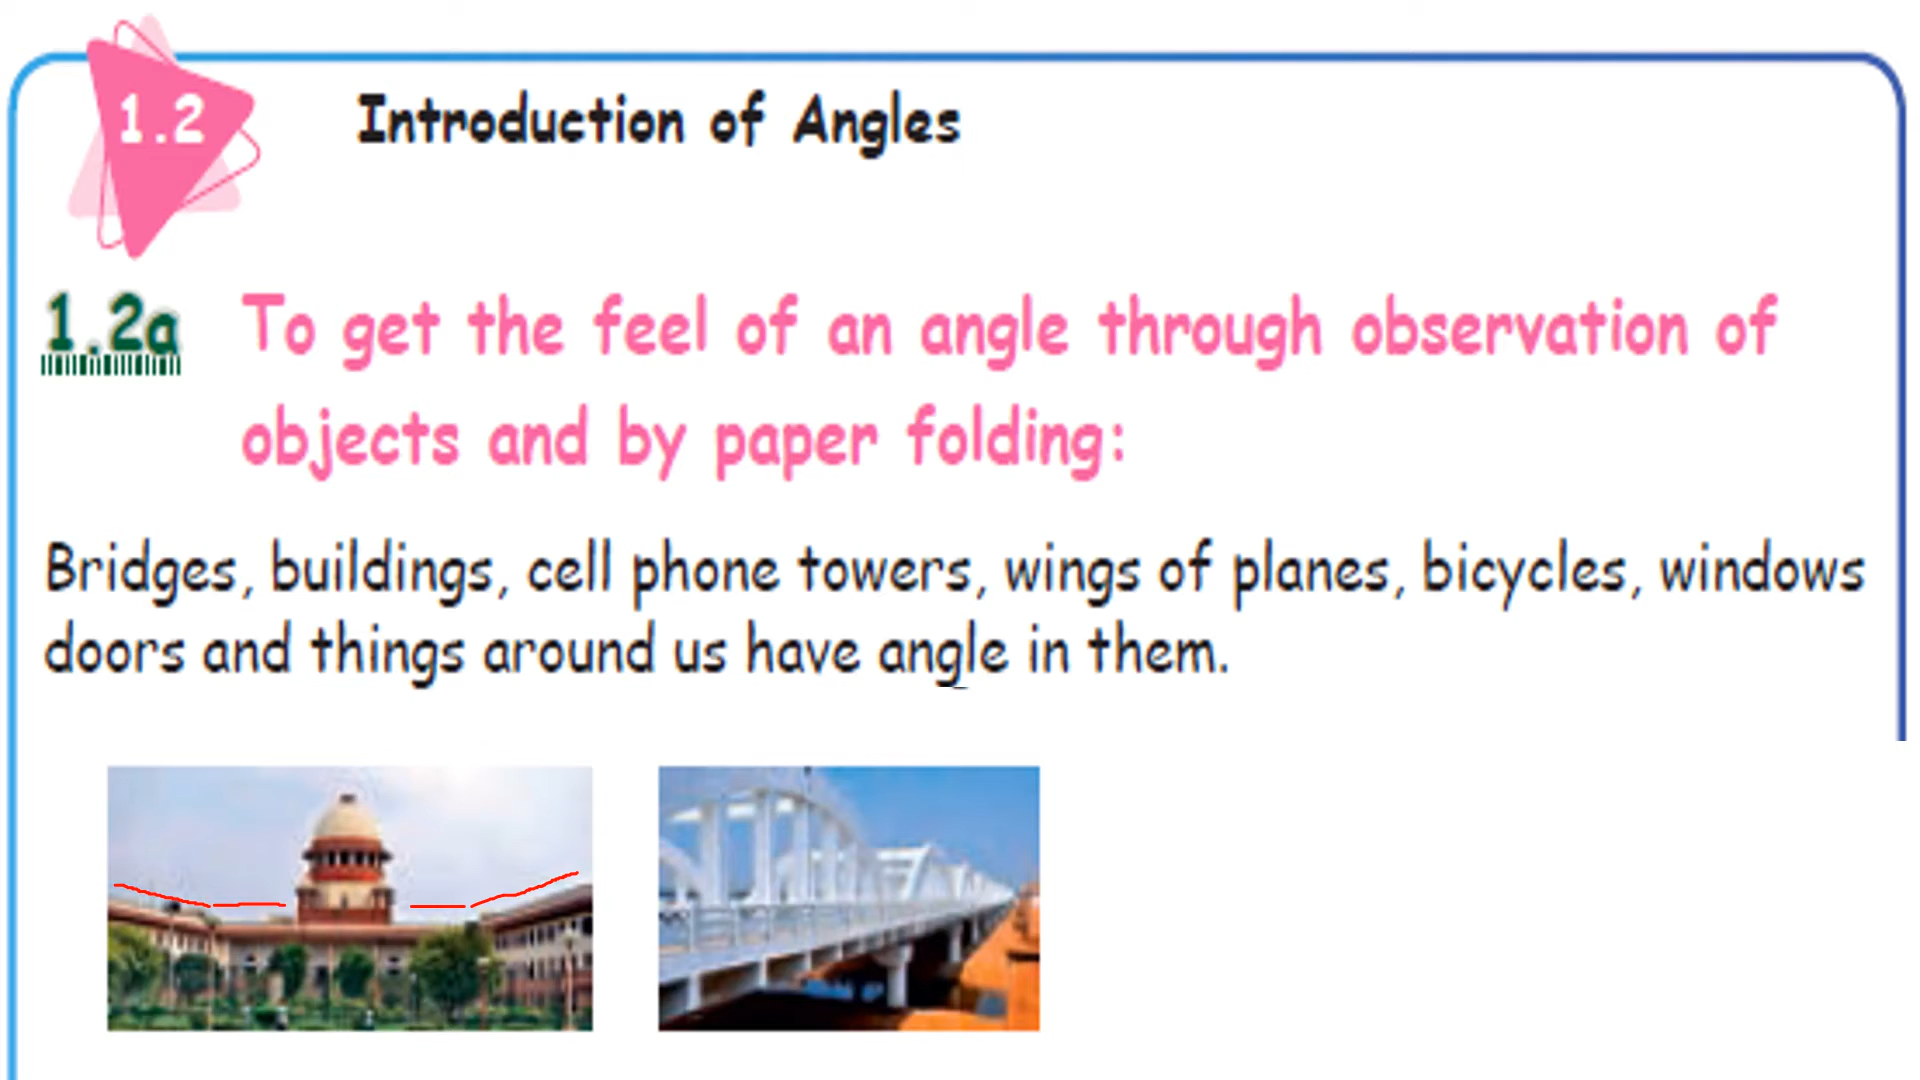 1.2
Introduction of Angles
1.2a
To get the feel of an angle through observation of
objects and by paper folding:
Bridges, buildings, cell phone towers, wings of planes, bicycles, windows
doors and things around us have angle in them.